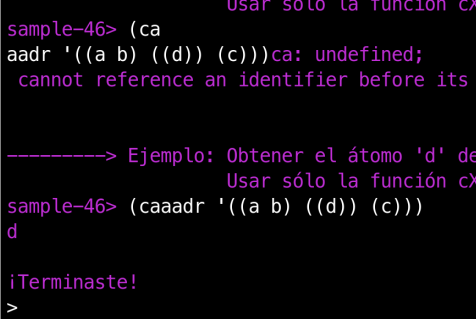 Usar sólo la función cX
sample-46> (ca
aadr '((a b) ((d)) (c)))ca: undefined;
cannot reference an identifier before its
---------> Ejemplo: Obtener el átomo 'd' de
Usar sólo la función cX
sample-46> (caaadr '((a b) ((d)) (c)))
d
¡Terminaste!
>